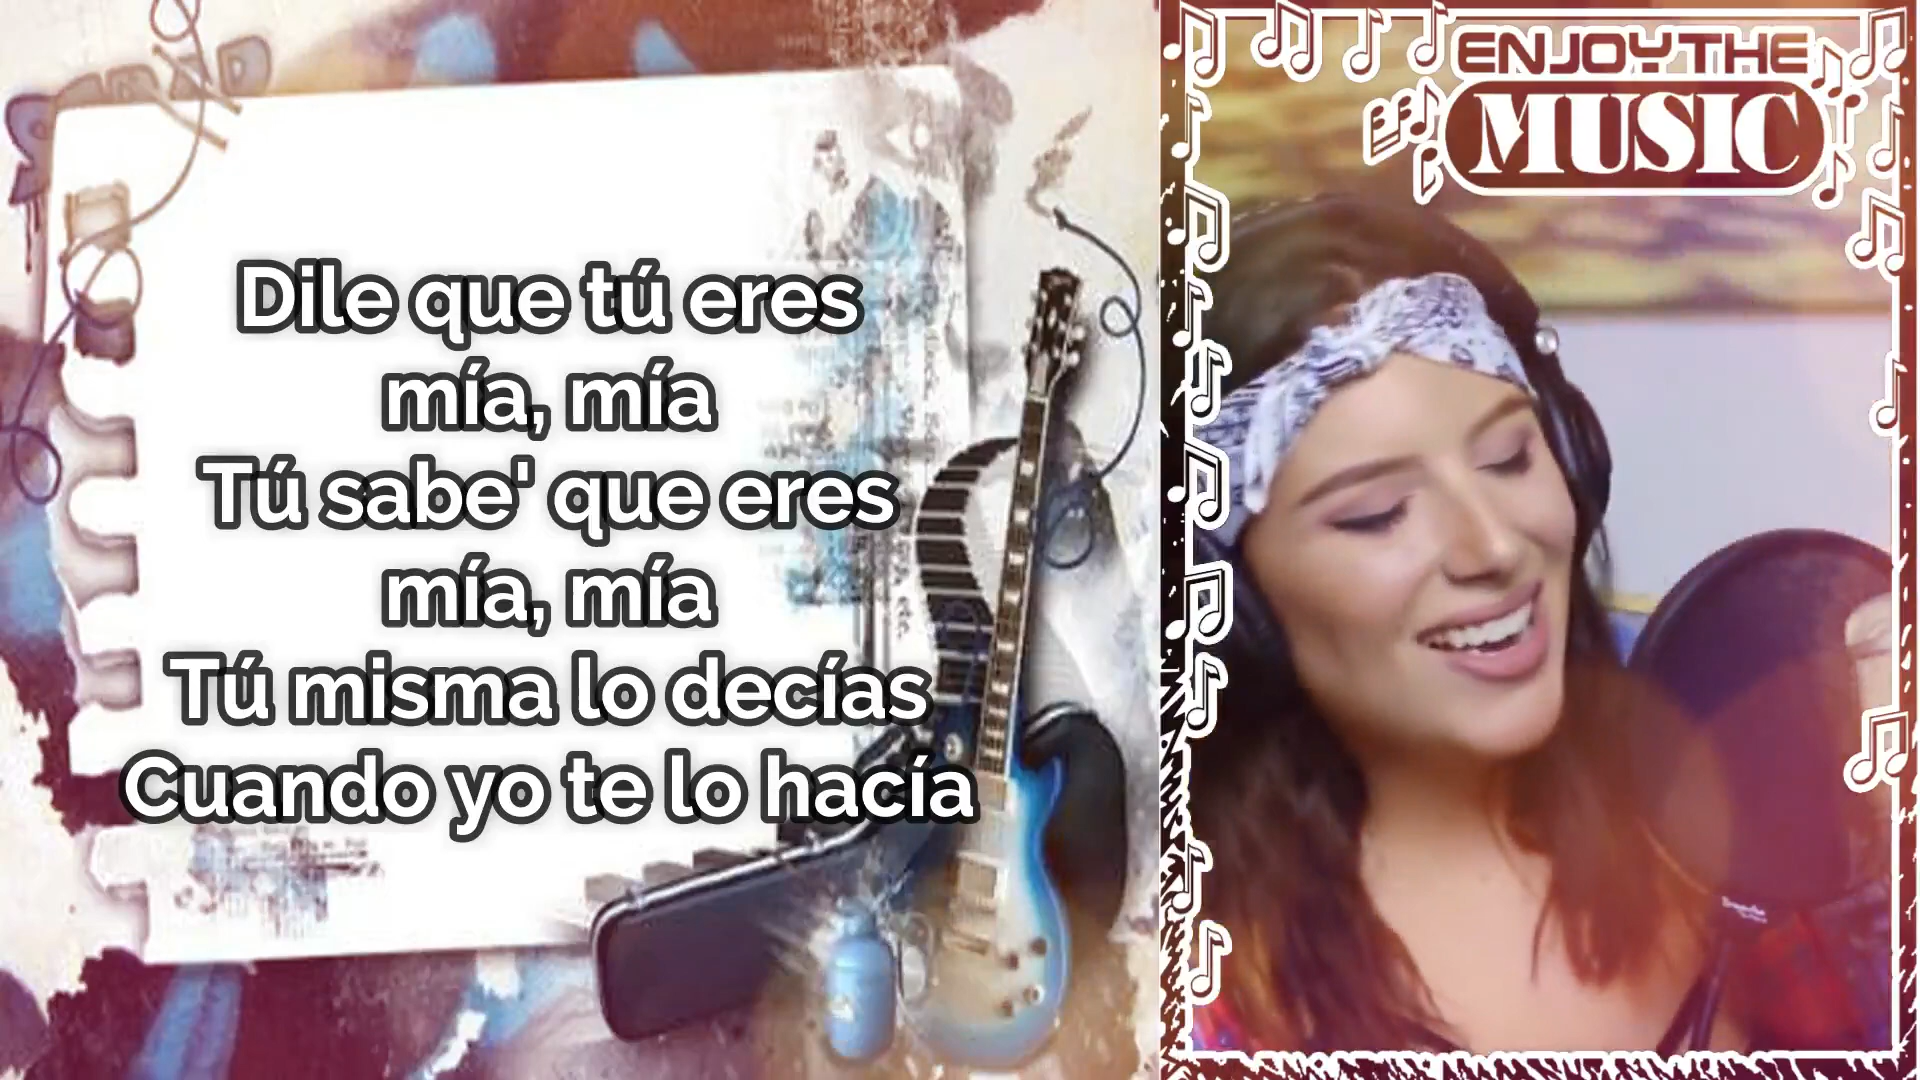 Dile que tú eres
mía, mía
Tú sabe' que eres
mía, mía
Tú misma lo decías
Cuando yo te lo hacía
ENJOY THE
MUSIC